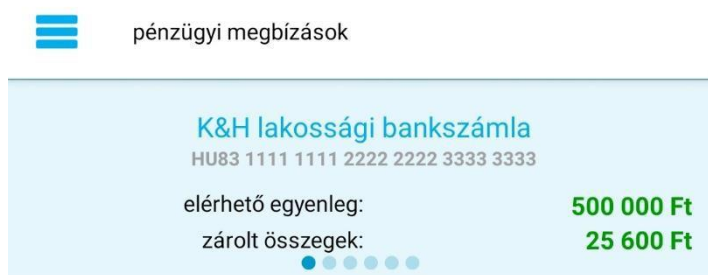 pénzügyi megbízások
K&H lakossági bankszámla
HU83 1111 1111 2222 2222 3333 3333
elérhető egyenleg: 500 000 Ft
zárolt összegek: 25 600 Ft